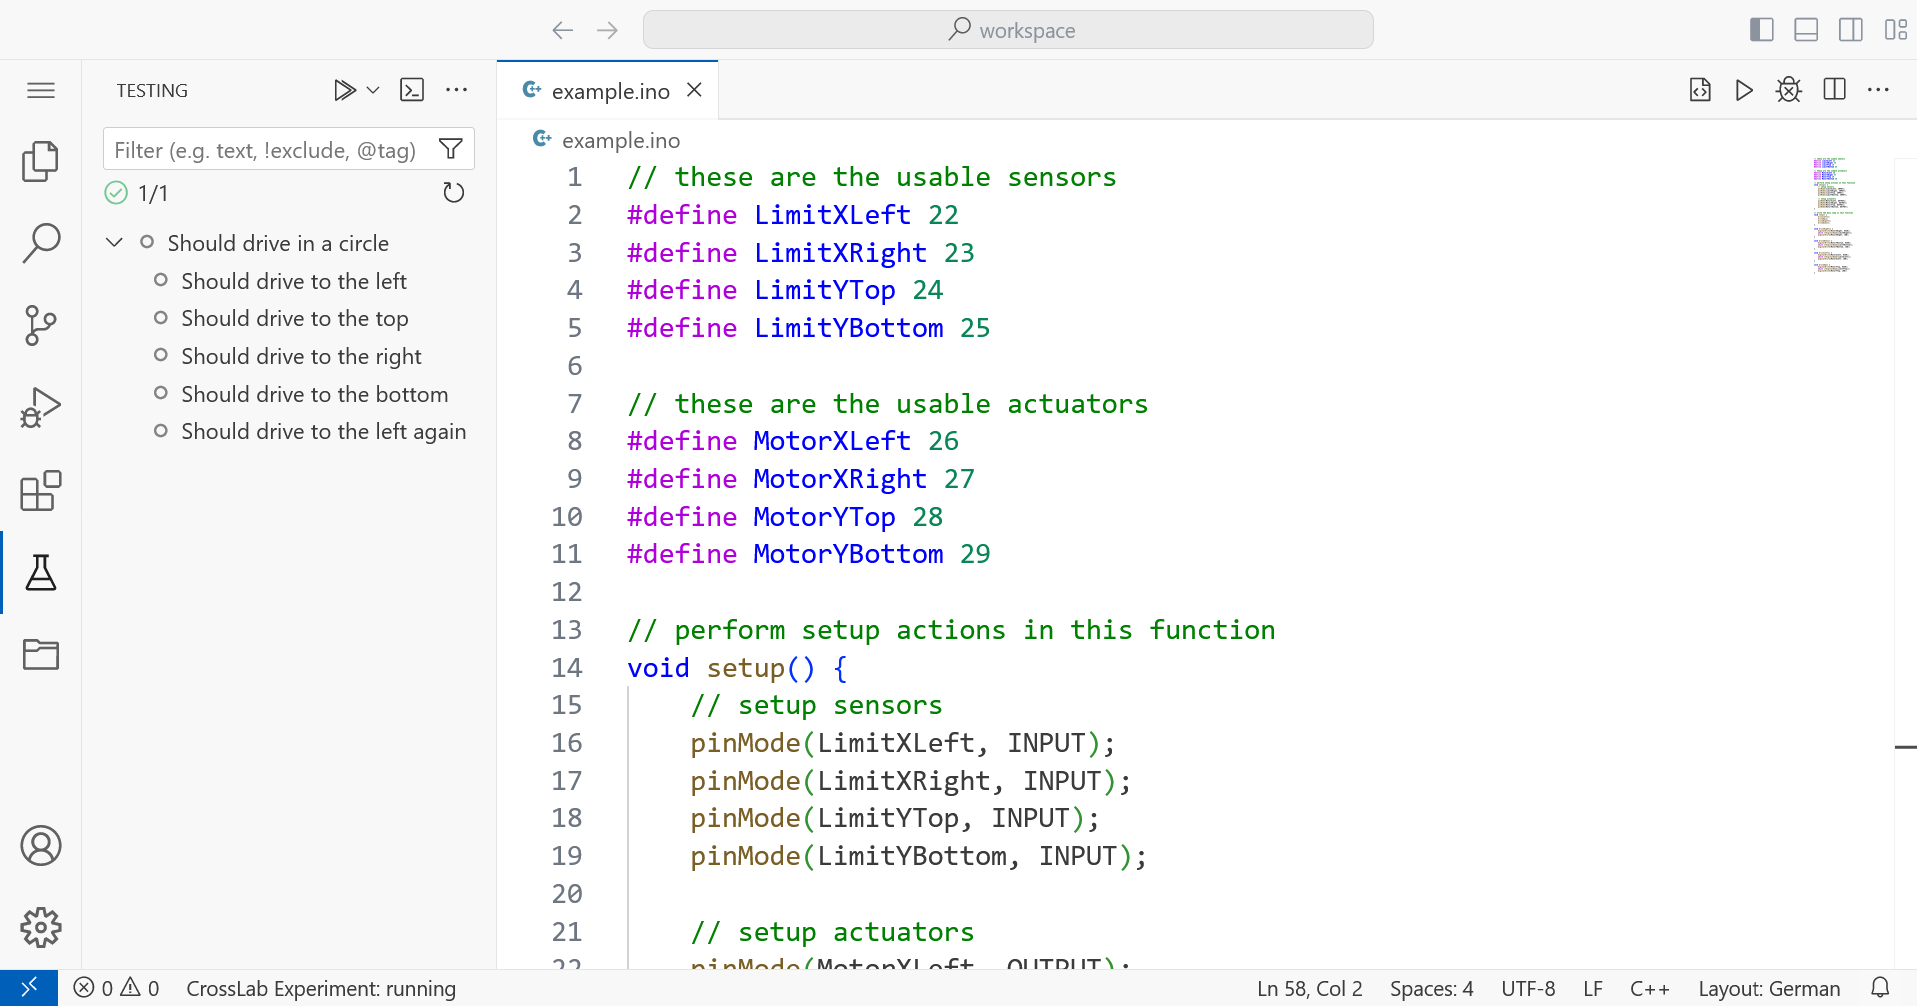 workspace
TESTING
Filter (e.g. text, !exclude, @tag)
1/1
Should drive in a circle
Should drive to the left
Should drive to the top
Should drive to the right
Should drive to the bottom
Should drive to the left again
example.ino
example.ino
1 // these are the usable sensors
2 #define LimitXLeft 22
3 #define LimitXRight 23
4 #define LimitYTop 24
5 #define LimitYBottom 25
6
7 // these are the usable actuators
8 #define MotorXLeft 26
9 #define MotorXRight 27
10 #define MotorYTop 28
11 #define MotorYBottom 29
12
13 // perform setup actions in this function
14 void setup() {
15 // setup sensors
16 pinMode(LimitXLeft, INPUT);
17 pinMode(LimitXRight, INPUT);
18 pinMode(LimitYTop, INPUT);
19 pinMode(LimitYBottom, INPUT);
20
21 // setup actuators
22 pinMode(MotorXLeft, OUTPUT);
0 0 CrossLab Experiment: running
Ln 58, Col 2 Spaces: 4 UTF-8 LF C++ Layout: German